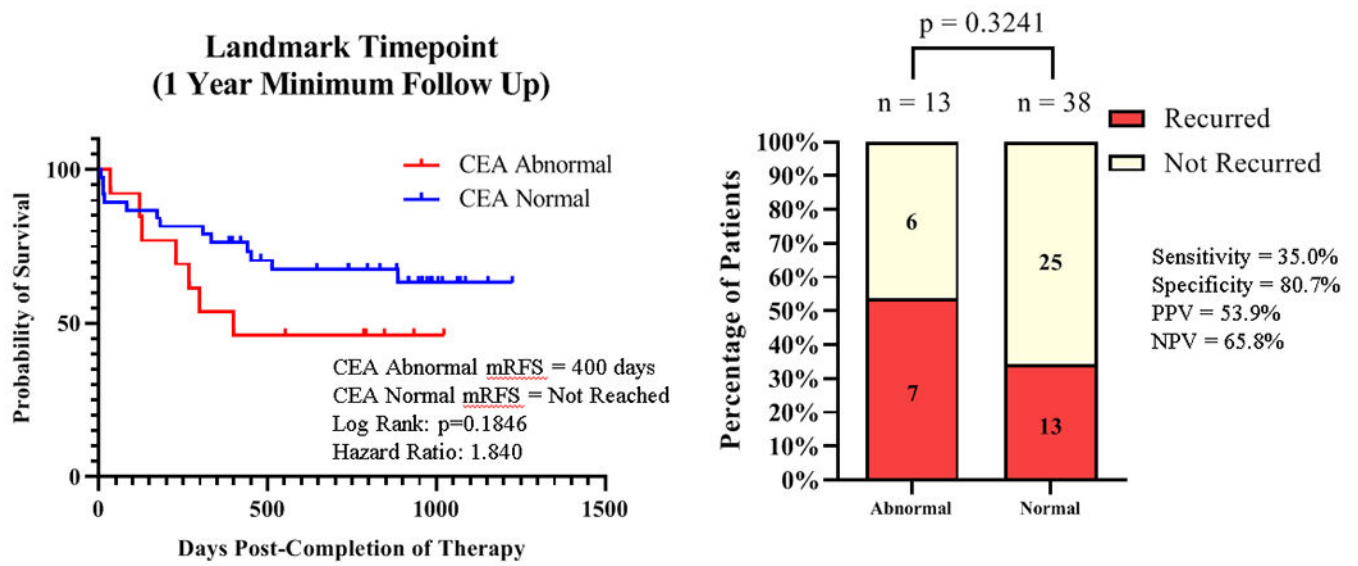 Landmark Timepoint
(1 Year Minimum Follow Up)
Probability of Survival
100
50
0
CEA Abnormal
CEA Normal
CEA Abnormal mRFS = 400 days
CEA Normal mRFS = Not Reached
Log Rank: p=0.1846
Hazard Ratio: 1.840
0 500 1000 1500
Days Post-Completion of Therapy
p = 0.3241
n = 13 n = 38
Recurred
Not Recurred
Percentage of Patients
100%
90%
80%
70%
60%
50%
40%
30%
20%
10%
0%
6 25
7 13
Abnormal Normal
Sensitivity = 35.0%
Specificity = 80.7%
PPV = 53.9%
NPV = 65.8%